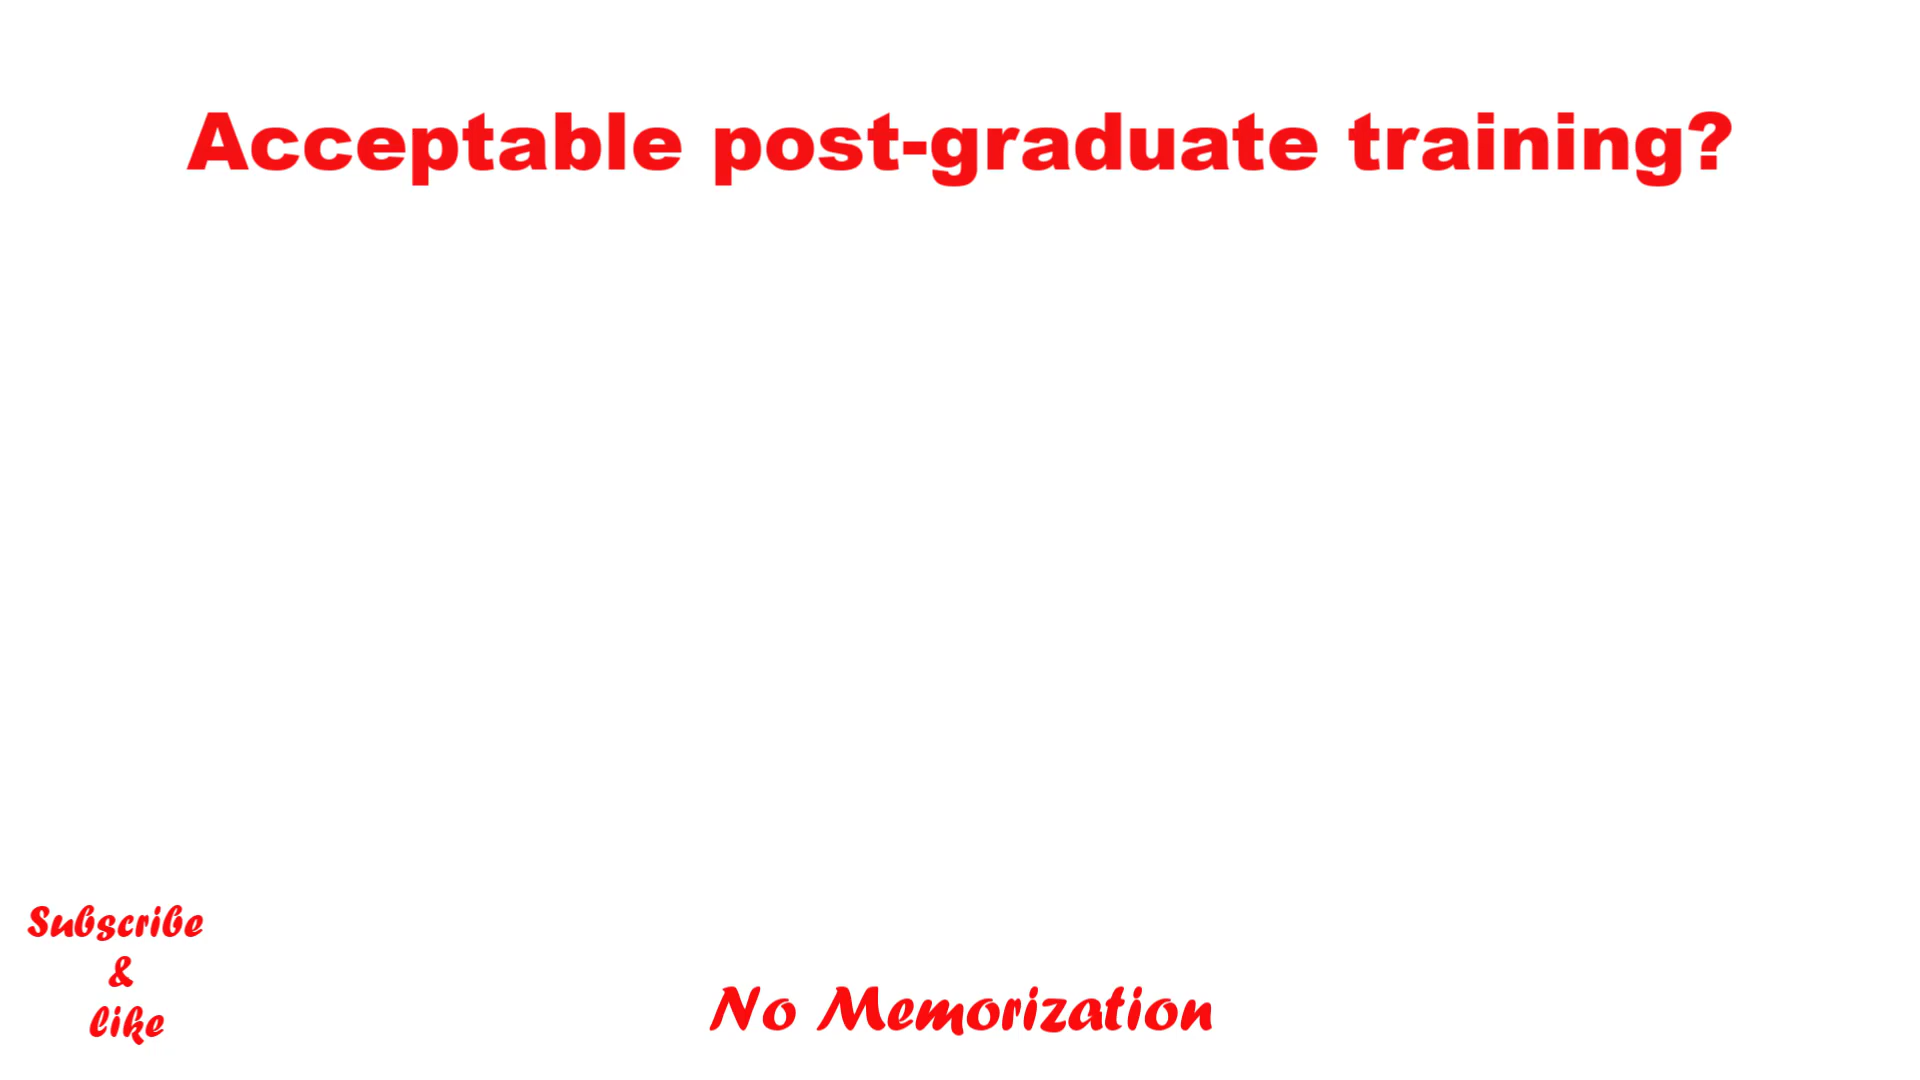 Acceptable post-graduate training?
Subscribe
&
like
No Memorization